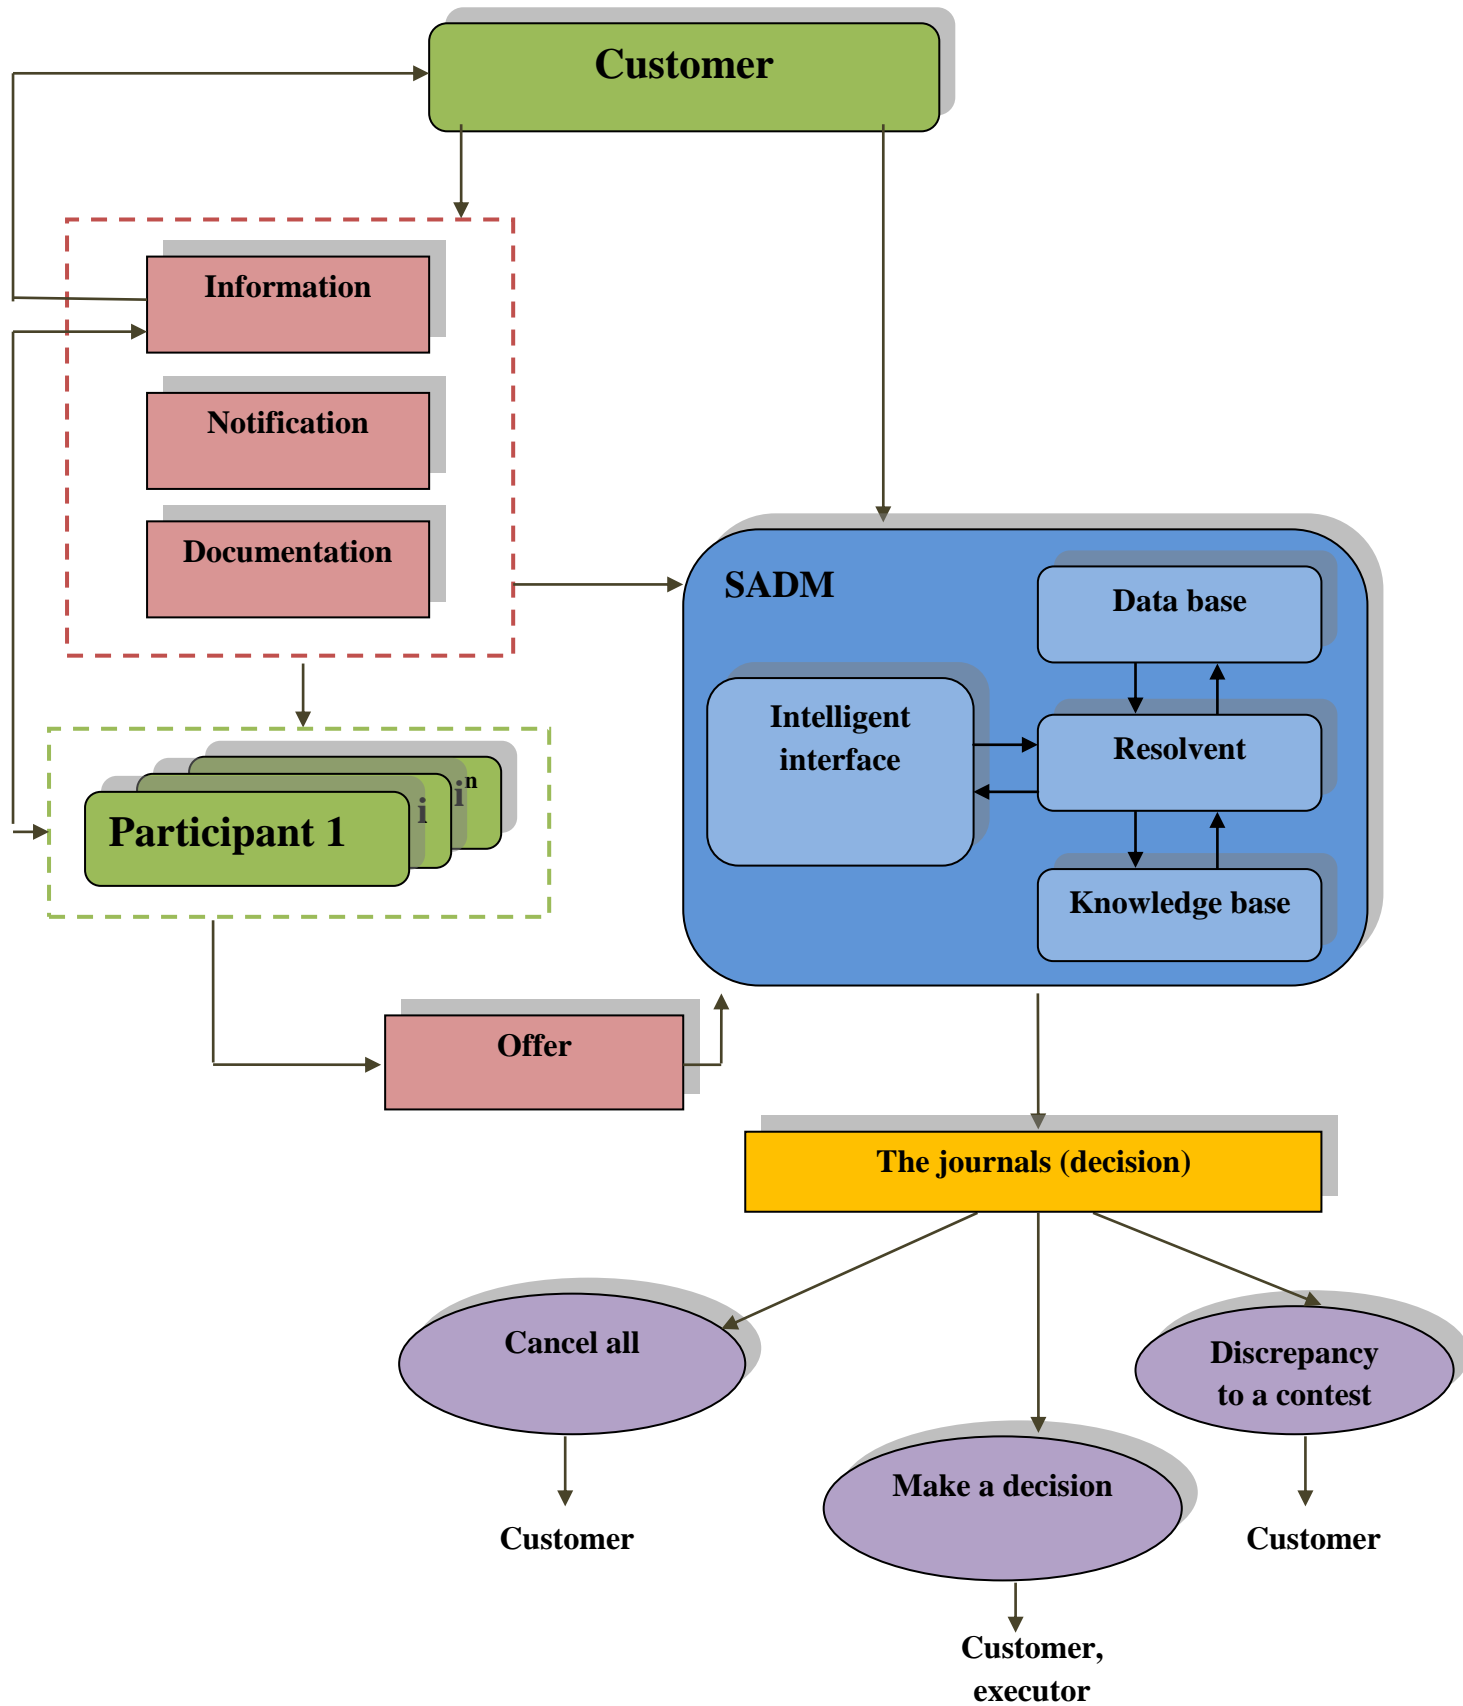 Customer
Information
Notification
Documentation
SADM
Data base
Intelligent
interface
Resolvent
Knowledge base
Participant 1
i
i n
Offer
The journals (decision)
Cancel all
Discrepancy
to a contest
Make a decision
Customer
Customer
Customer,
executor